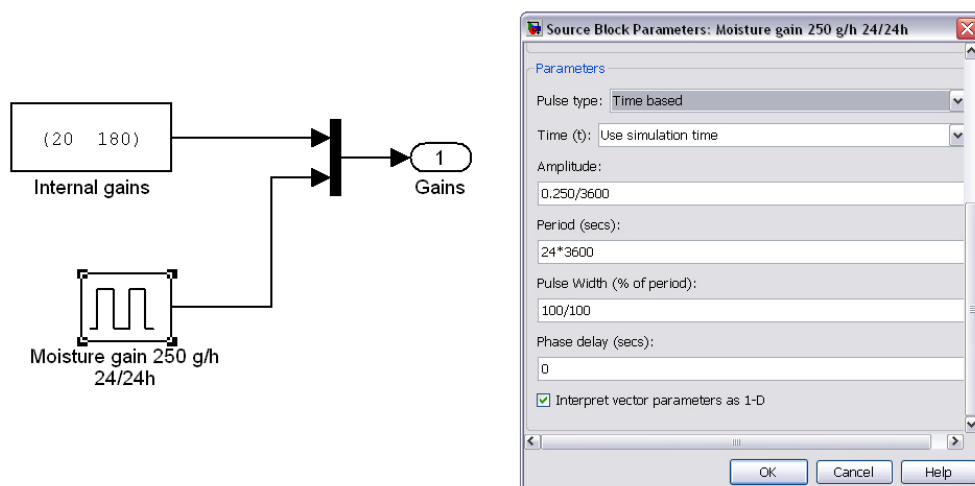 (20 180)
Internal gains
1
Gains
Moisture gain 250 g/h
24/24h
Source Block Parameters: Moisture gain 250 g/h 24/24h
Parameters
Pulse type: Time based
Time (t): Use simulation time
Amplitude:
0.250/3600
Period (secs):
24*3600
Pulse Width (% of period):
100/100
Phase delay (secs):
0
Interpret vector parameters as 1-D
OK Cancel Help